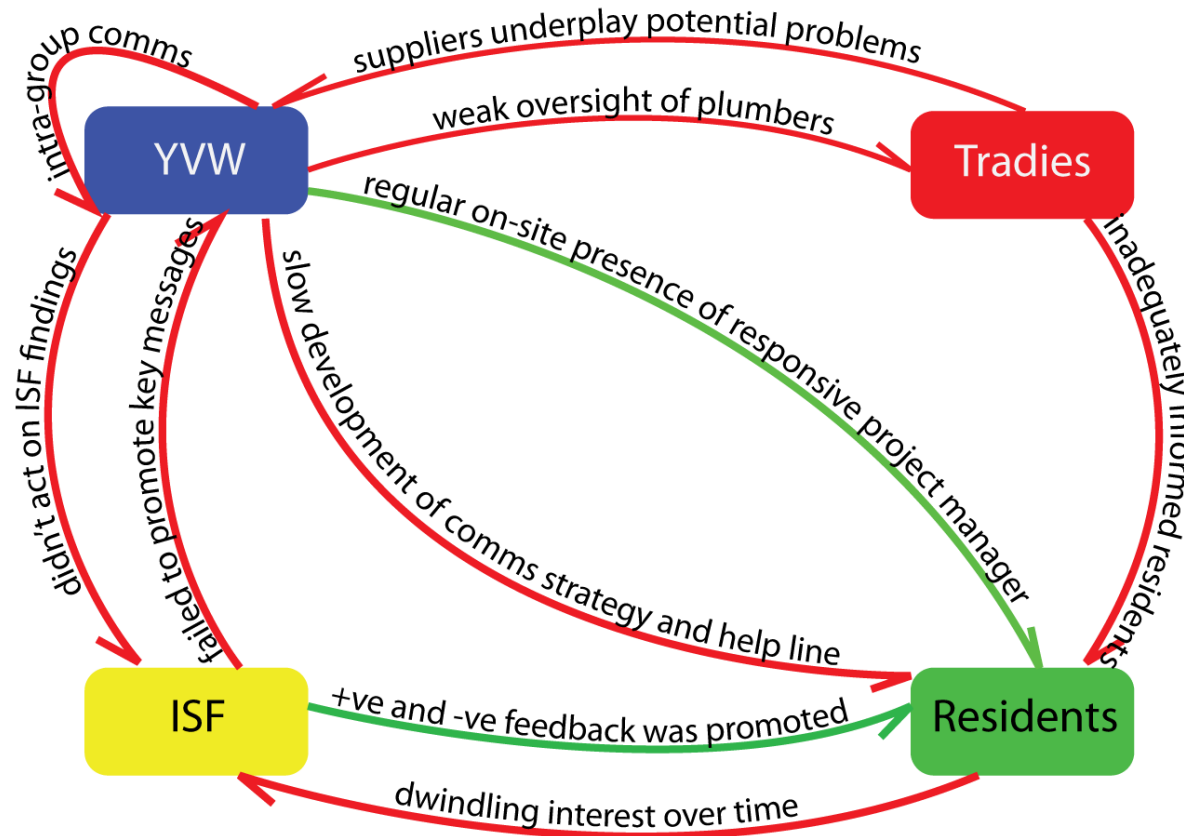 intra-group comms
suppliers underplay potential problems
weak oversight of plumbers
YVW
Tradies
regular on-site presence of responsive project manager
inadequately informed residents
slow development of comms strategy and help line
didn't act on ISF findings
failed to promote key messages
ISF
+ve and -ve feedback was promoted
Residents
dwindling interest over time